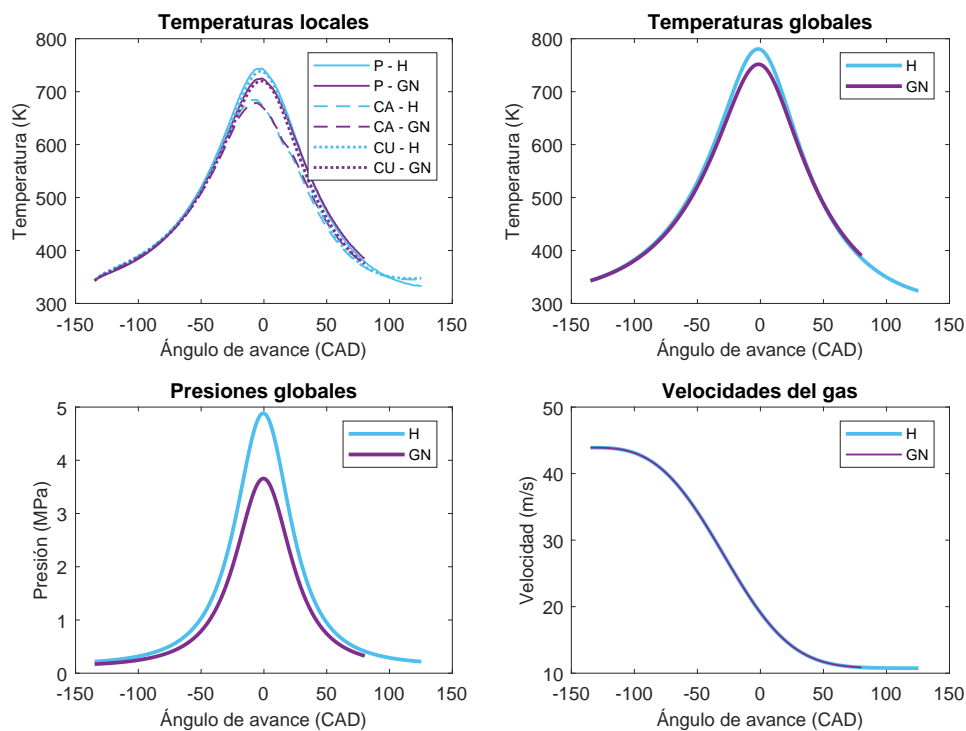 Temperaturas locales
800
700
600
500
400
300
Temperatura (K)
-150 -100 -50 0 50 100 150
Ángulo de avance (CAD)
P - H
P - GN
CA - H
CA - GN
CU - H
CU - GN
Temperaturas globales
800
700
600
500
400
300
Temperatura (K)
-150 -100 -50 0 50 100 150
Ángulo de avance (CAD)
H
GN
Presiones globales
5
4
3
2
1
0
Presión (MPa)
-150 -100 -50 0 50 100 150
Ángulo de avance (CAD)
H
GN
Velocidades del gas
50
40
30
20
10
Velocidad (m/s)
-150 -100 -50 0 50 100 150
Ángulo de avance (CAD)
H
GN